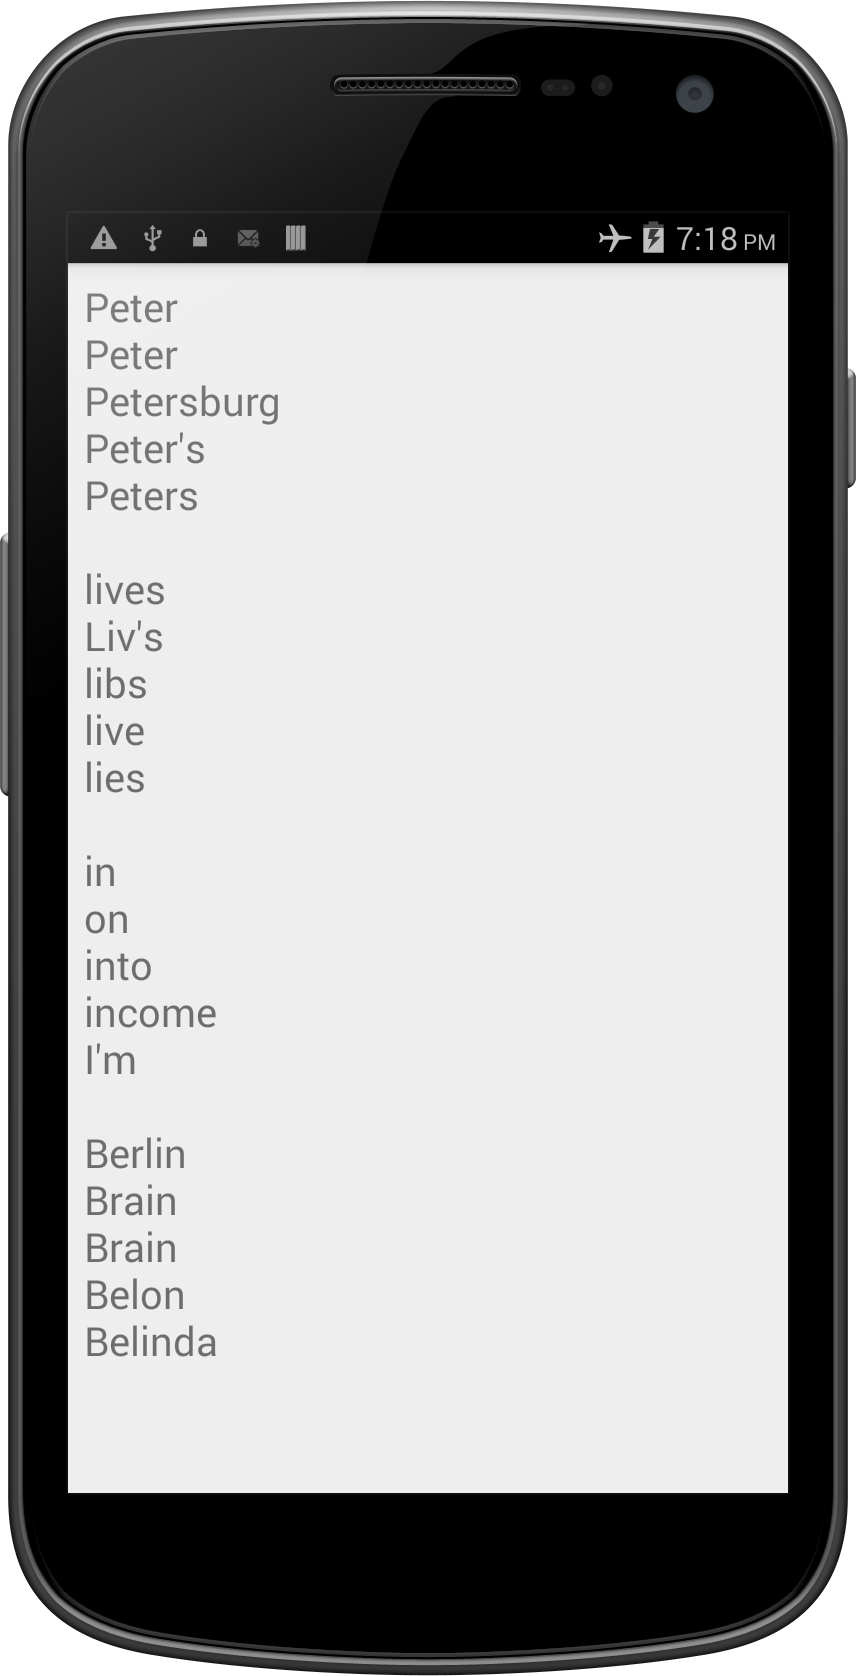 7:18 PM
Peter
Peter
Petersburg
Peter's
Peters
lives
Liv's
libs
live
lies
in
on
into
income
I'm
Berlin
Brain
Brain
Belon
Belinda